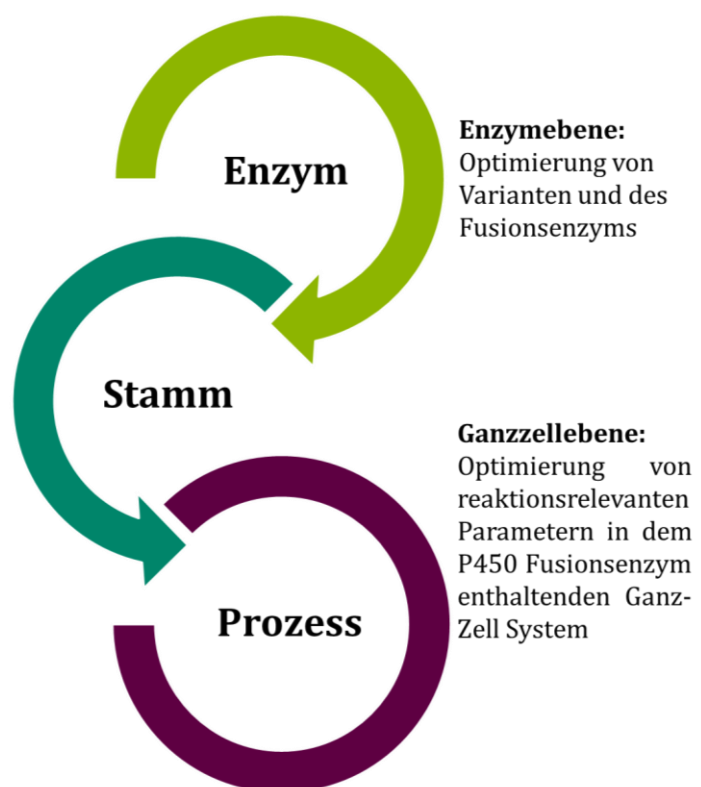 Enzym
Enzymebene:
Optimierung von
Varianten und des
Fusionsenzyms
Stamm
Ganzzellebene:
Optimierung von
reaktionsrelevanten
Parametern in dem
P450 Fusionsenzym
enthaltenden Ganz-
Zell System
Prozess